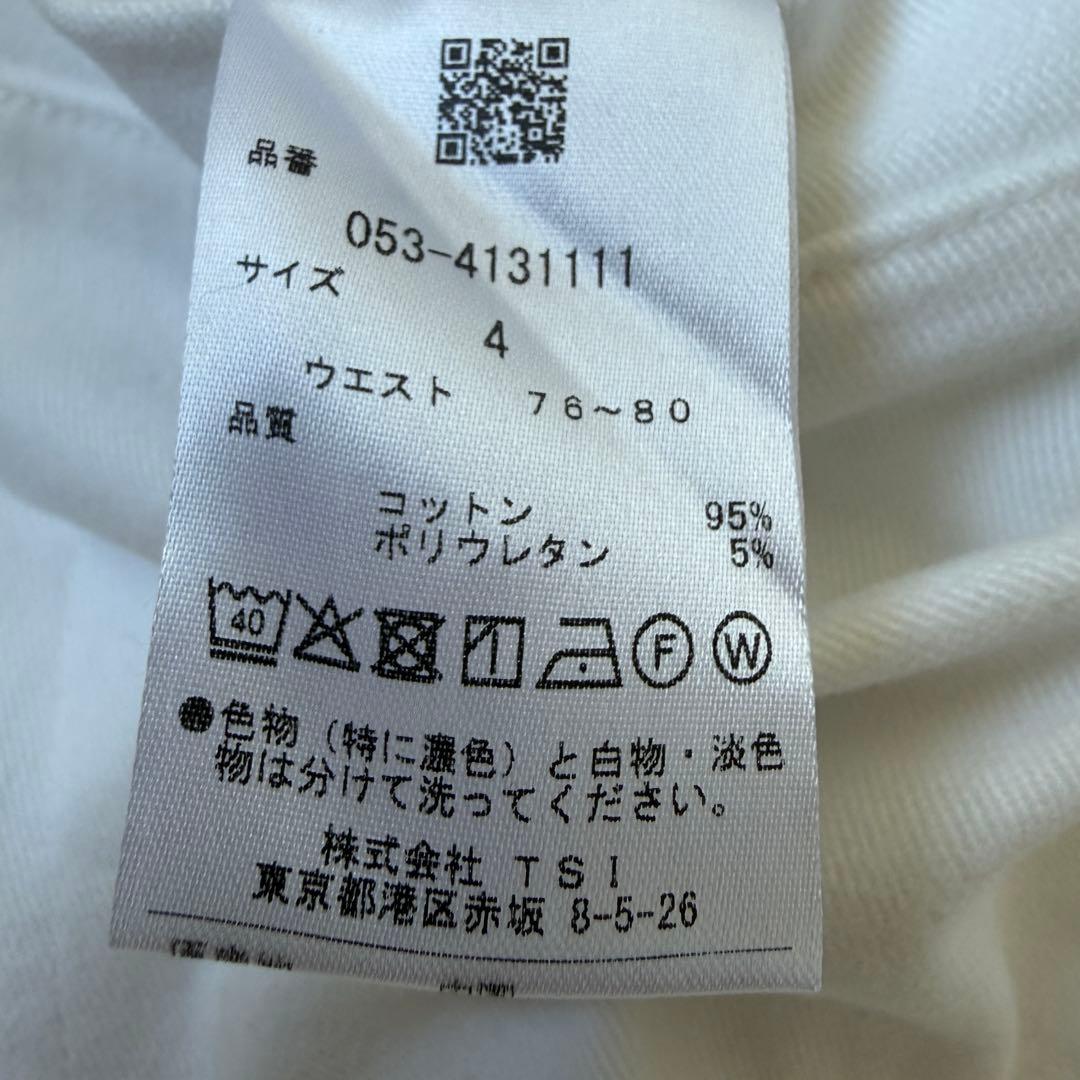 品番
053-4131111
サイズ
4
ウエスト 76～80
品質
コットン 95%
ポリウレタン 5%
40
F W
●色物（特に濃色）と白物・淡色
物は分けて洗ってください。
株式会社 TSI
東京都港区赤坂 8-5-26